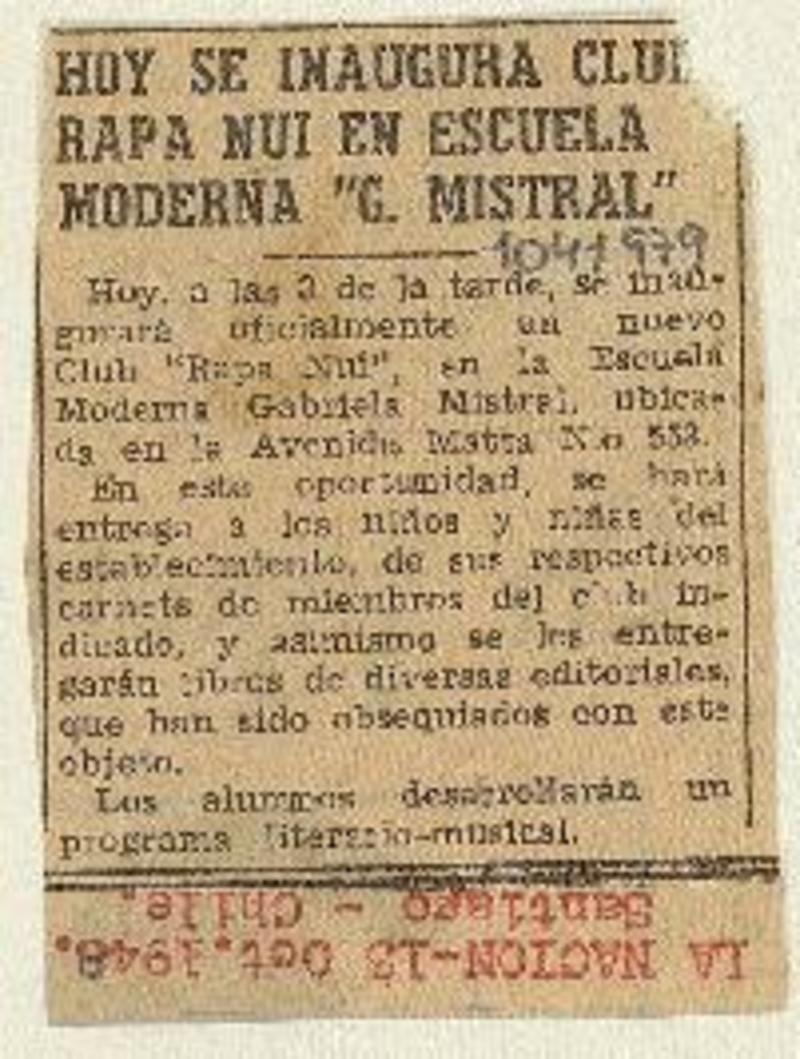 HOY SE INAUGURA CLUB
RAPA NUI EN ESCUELA
MODERNA "G. MISTRAL"
1041979
Hoy, a las 3 de la tarde, se inau-
gurará oficialmente un nuevo
Club "Rapa Nui", en la Escuela
Moderna Gabriela Mistral, ubica-
da en la Avenida Matta No 553.
En esta oportunidad, se hará
entrega a los niños y niñas del
establecimiento, de sus respectivos
carnets de miembros del club in-
dicado, y asimismo se les entre-
garán libros de diversas editoriales,
que han sido obsequiados con este
objeto.
Los alumnos desarrollarán un
programa literario-musical.
LA NACION-13 Oct.1948.
Santiago - Chile.